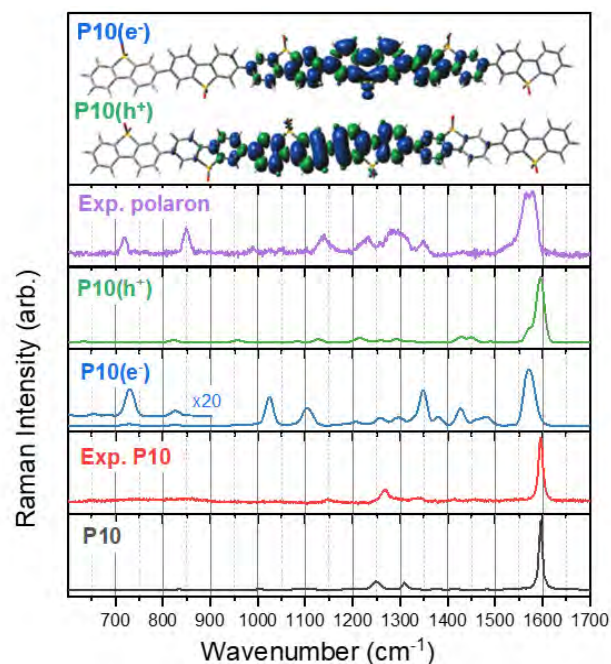 P10(e⁻)
P10(h⁺)
Exp. polaron
P10(h⁺)
P10(e⁻)
x20
Exp. P10
P10
Raman Intensity (arb.)
700 800 900 1000 1100 1200 1300 1400 1500 1600 1700
Wavenumber (cm⁻¹)